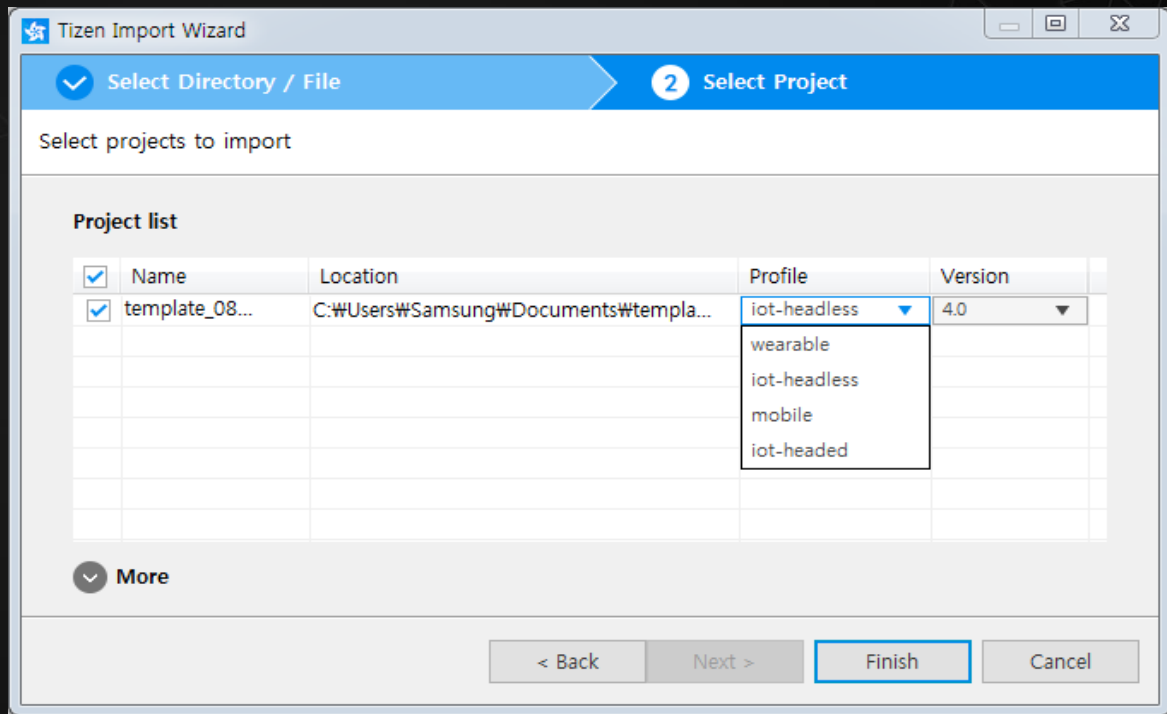 Tizen Import Wizard
Select Directory / File
2 Select Project
Select projects to import
Project list
Name Location Profile Version
template_08... C:₩Users₩Samsung₩Documents₩templa... iot-headless 4.0
wearable
iot-headless
mobile
iot-headed
More
< Back Next > Finish Cancel